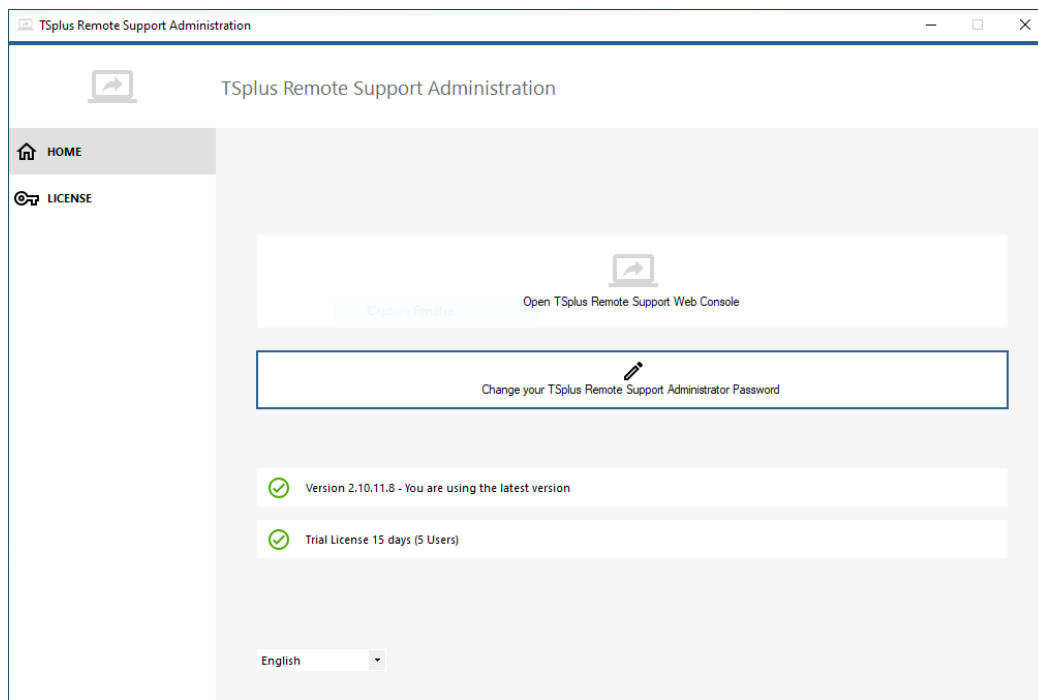 TSplus Remote Support Administration
TSplus Remote Support Administration
HOME
LICENSE
Open TSplus Remote Support Web Console
Capture Fenêtre
Change your TSplus Remote Support Administrator Password
Version 2.10.11.8 - You are using the latest version
Trial License 15 days (5 Users)
English